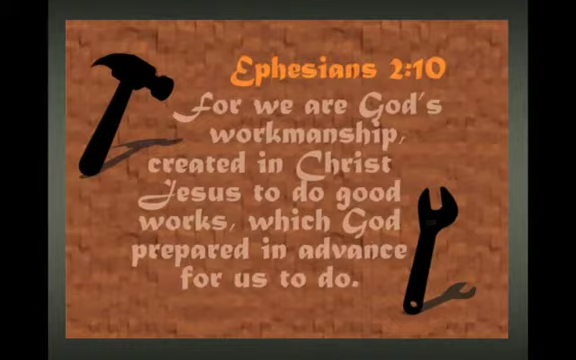 Ephesians 2:10
For we are God's
workmanship,
created in Christ
Jesus to do good
works, which God
prepared in advance
for us to do.